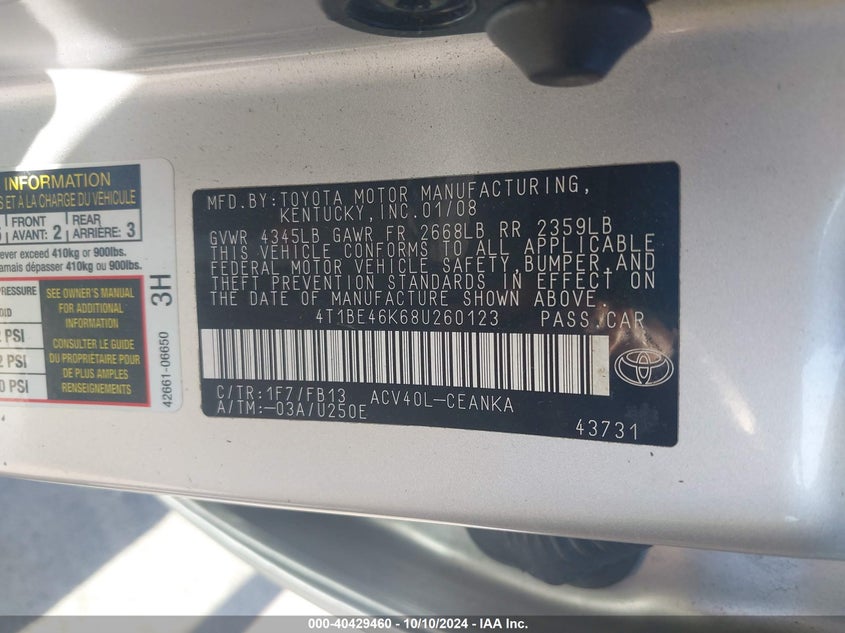 INFORMATION
ET À LA CHARGE DU VÉHICULE
FRONT REAR
AVANT: 2 ARRIÈRE: 3
exceed 410kg or 900lbs.
dépasser 410kg ou 900lbs.
PRESSURE
SEE OWNER'S MANUAL
FOR ADDITIONAL
INFORMATION
CONSULTER LE GUIDE
DU PROPRIÉTAIRE
POUR PLUS DE
RENSEIGNEMENTS
PSI
PSI
PSI
3H
42661-06650
MFD.BY:TOYOTA MOTOR MANUFACTURING,
KENTUCKY,INC.01/08
GVWR 4345LB GAWR FR 2668LB RR 2359LB
THIS VEHICLE CONFORMS TO ALL APPLICABLE
FEDERAL MOTOR VEHICLE SAFETY,BUMPER,AND
THEFT PREVENTION STANDARDS IN EFFECT ON
THE DATE OF MANUFACTURE SHOWN ABOVE.
4T1BE46K68U260123 PASS.CAR
C/TR:1F7/FB13 ACV40L-CEANKA
A/TM:-03A/U250E
43731
000-40429460 - 10/10/2024 - IAA Inc.